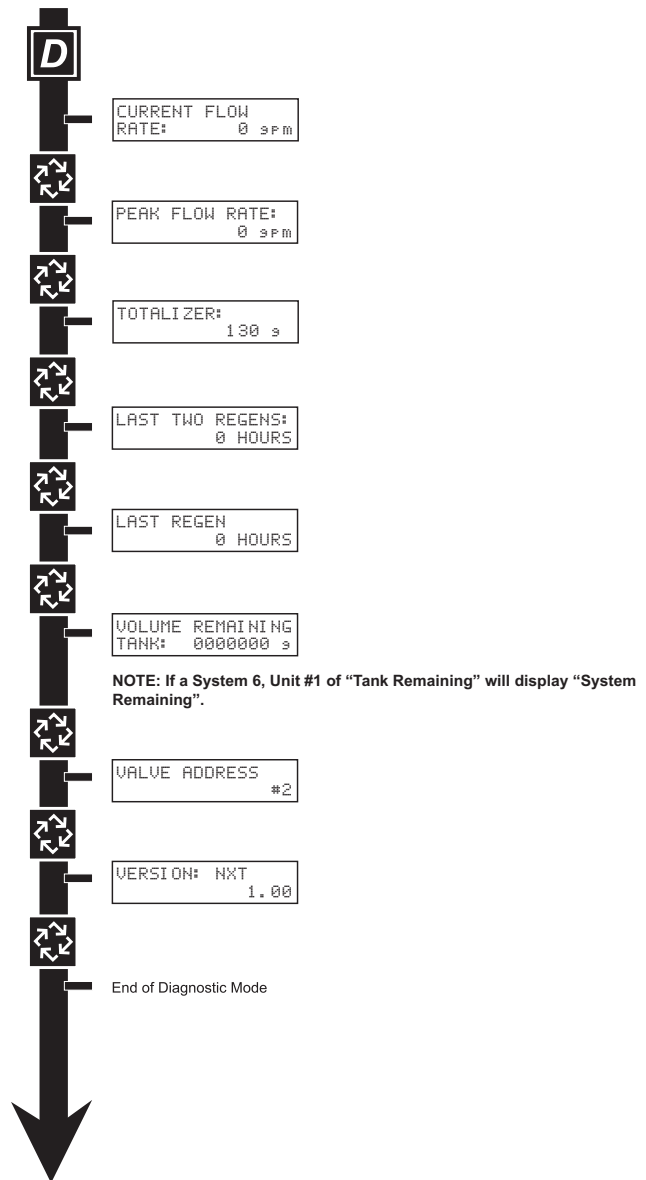 D
CURRENT FLOW
RATE: 0 gpm
PEAK FLOW RATE:
0 gpm
TOTALIZER:
130 g
LAST TWO REGENS:
0 HOURS
LAST REGEN
0 HOURS
VOLUME REMAINING
TANK: 0000000 g
NOTE: If a System 6, Unit #1 of “Tank Remaining” will display “System
Remaining”.
VALVE ADDRESS
#2
VERSION: NXT
1.00
End of Diagnostic Mode